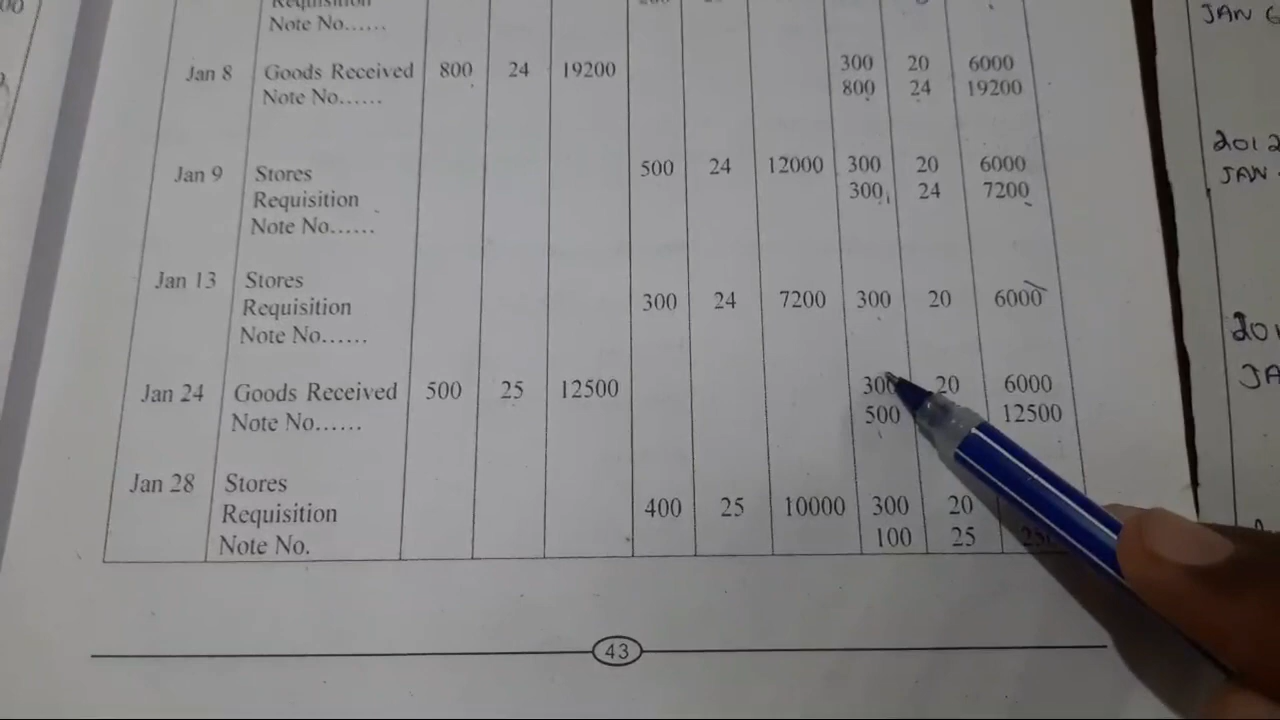 Note No......
JAN 6
Jan 8 Goods Received 800 24 19200 300 20 6000
Note No...... 800 24 19200
2012
JAN
Jan 9 Stores 500 24 12000 300 20 6000
Requisition 300 24 7200
Note No......
Jan 13 Stores
Requisition 300 24 7200 300 20 6000
Note No......
JA
Jan 24 Goods Received 500 25 12500 300 20 6000
Note No...... 500 12500
Jan 28 Stores
Requisition 400 25 10000 300 20
Note No. 100 25
43